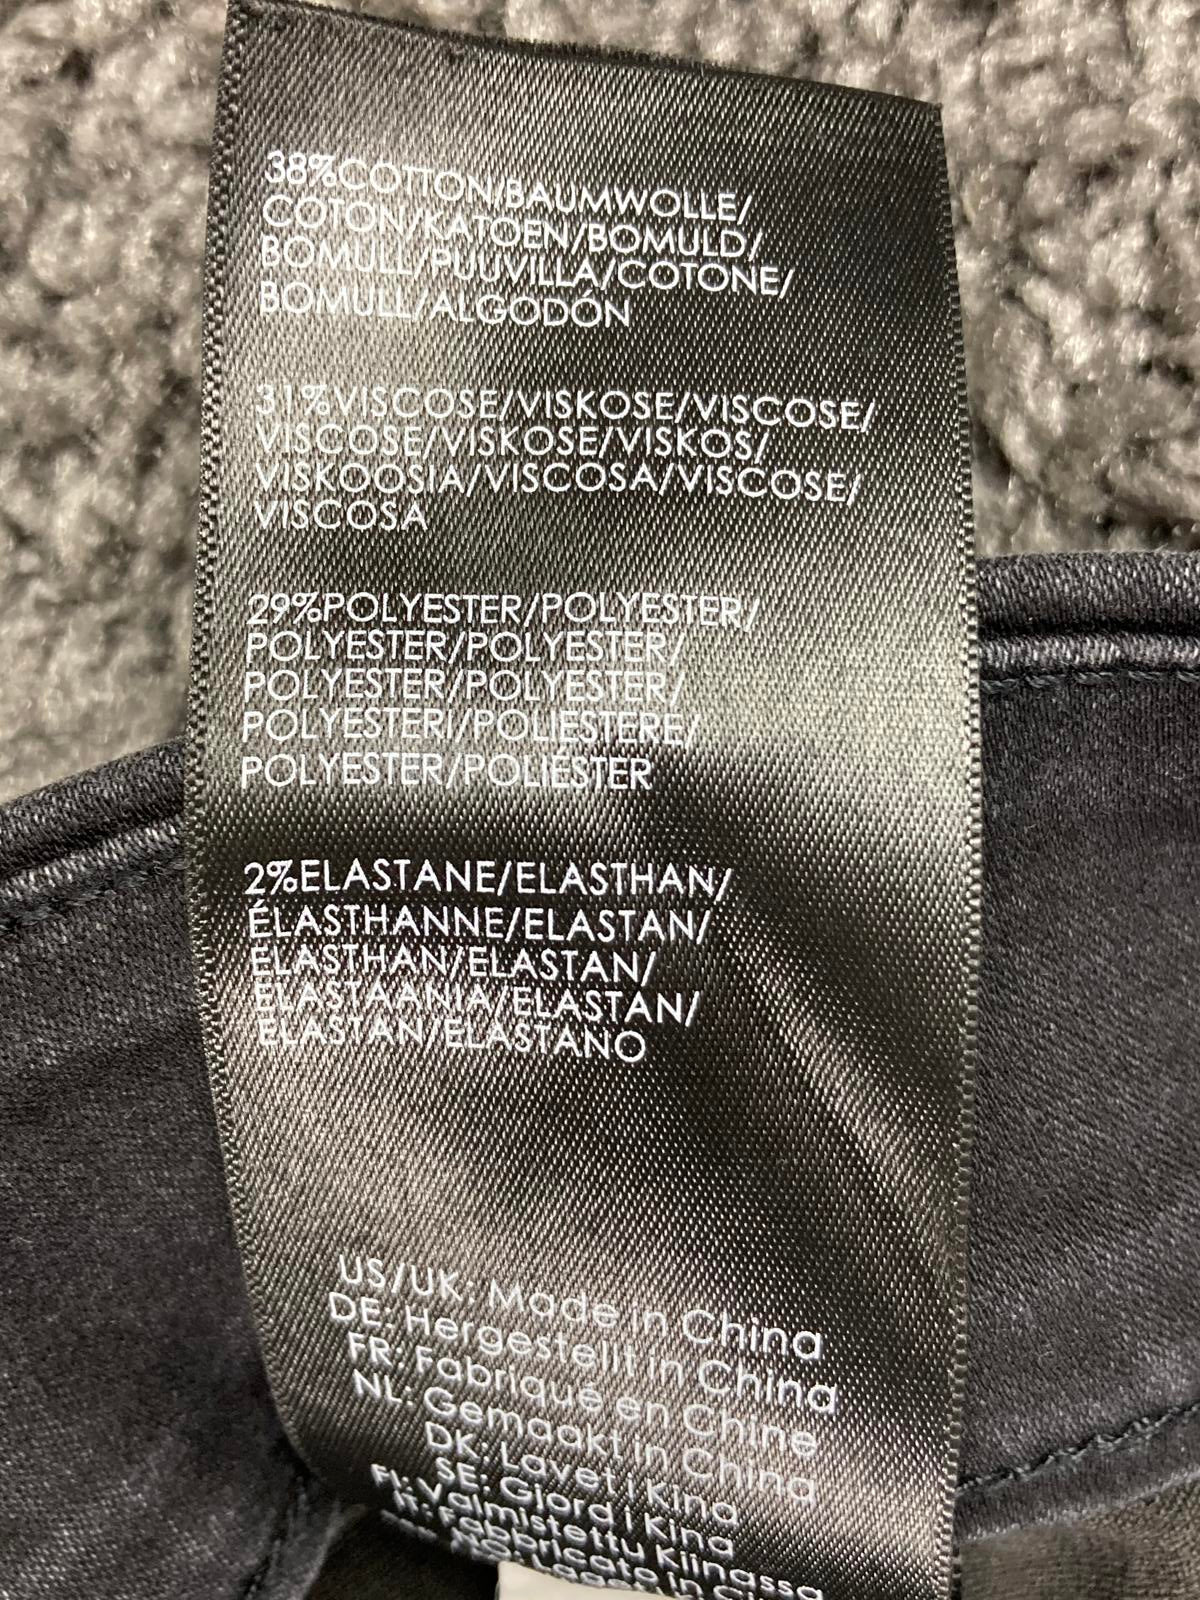 38%COTTON/BAUMWOLLE/
COTON/KATOEN/BOMULD/
BOMULL/PUUVILLA/COTONE/
BOMULL/ALGODÓN
31%VISCOSE/VISKOSE/VISCOSE/
VISCOSE/VISKOSE/VISKOS/
VISKOOSIA/VISCOSA/VISCOSE/
VISCOSA
29%POLYESTER/POLYESTER/
POLYESTER/POLYESTER/
POLYESTER/POLYESTER/
POLYESTERI/POLIESTERE/
POLYESTER/POLIÉSTER
2%ELASTANE/ELASTHAN/
ÉLASTHANNE/ELASTAN/
ELASTHAN/ELASTAN/
ELASTAANIA/ELASTAN/
ELASTAN/ELASTANO
US/UK: Made in China
DE: Hergestellt in China
FR: Fabriqué en Chine
NL: Gemaakt in China
DK: Lavet i Kina
SE: Gjord i Kina
FI: Valmistettu Kiinassa
IT: Fabbricato in